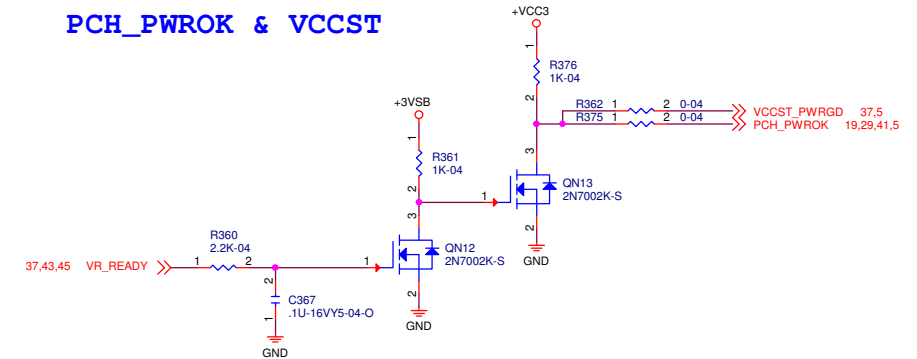 PCH_PWROK & VCCST
+VCC3
1
R376
1K-04
2
R362 1 2 0-04 VCCST_PWRGD 37,5
R375 1 2 0-04 PCH_PWROK 19,29,41,5
+3VSB
1
R361
1K-04
2
3
1
QN13
2N7002K-S
2
GND
3
R360
2.2K-04
37,43,45 VR_READY 1 2
1
QN12
2N7002K-S
2
GND
2
C367
.1U-16VY5-04-O
1
GND